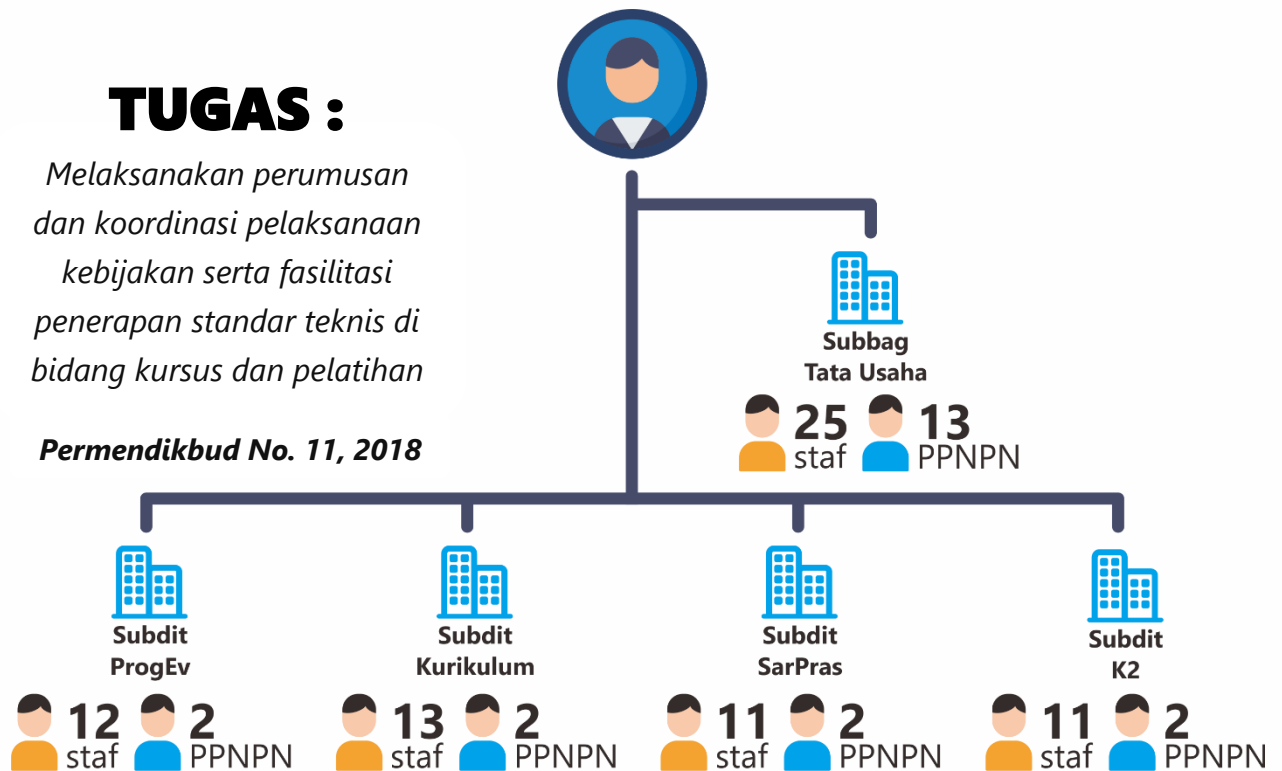 TUGAS :
Melaksanakan perumusan
dan koordinasi pelaksanaan
kebijakan serta fasilitasi
penerapan standar teknis di
bidang kursus dan pelatihan
Permendikbud No. 11, 2018
Subbag
Tata Usaha
25 staf 13 PPNPN
Subdit
ProgEv
12 staf 2 PPNPN
Subdit
Kurikulum
13 staf 2 PPNPN
Subdit
SarPras
11 staf 2 PPNPN
Subdit
K2
11 staf 2 PPNPN